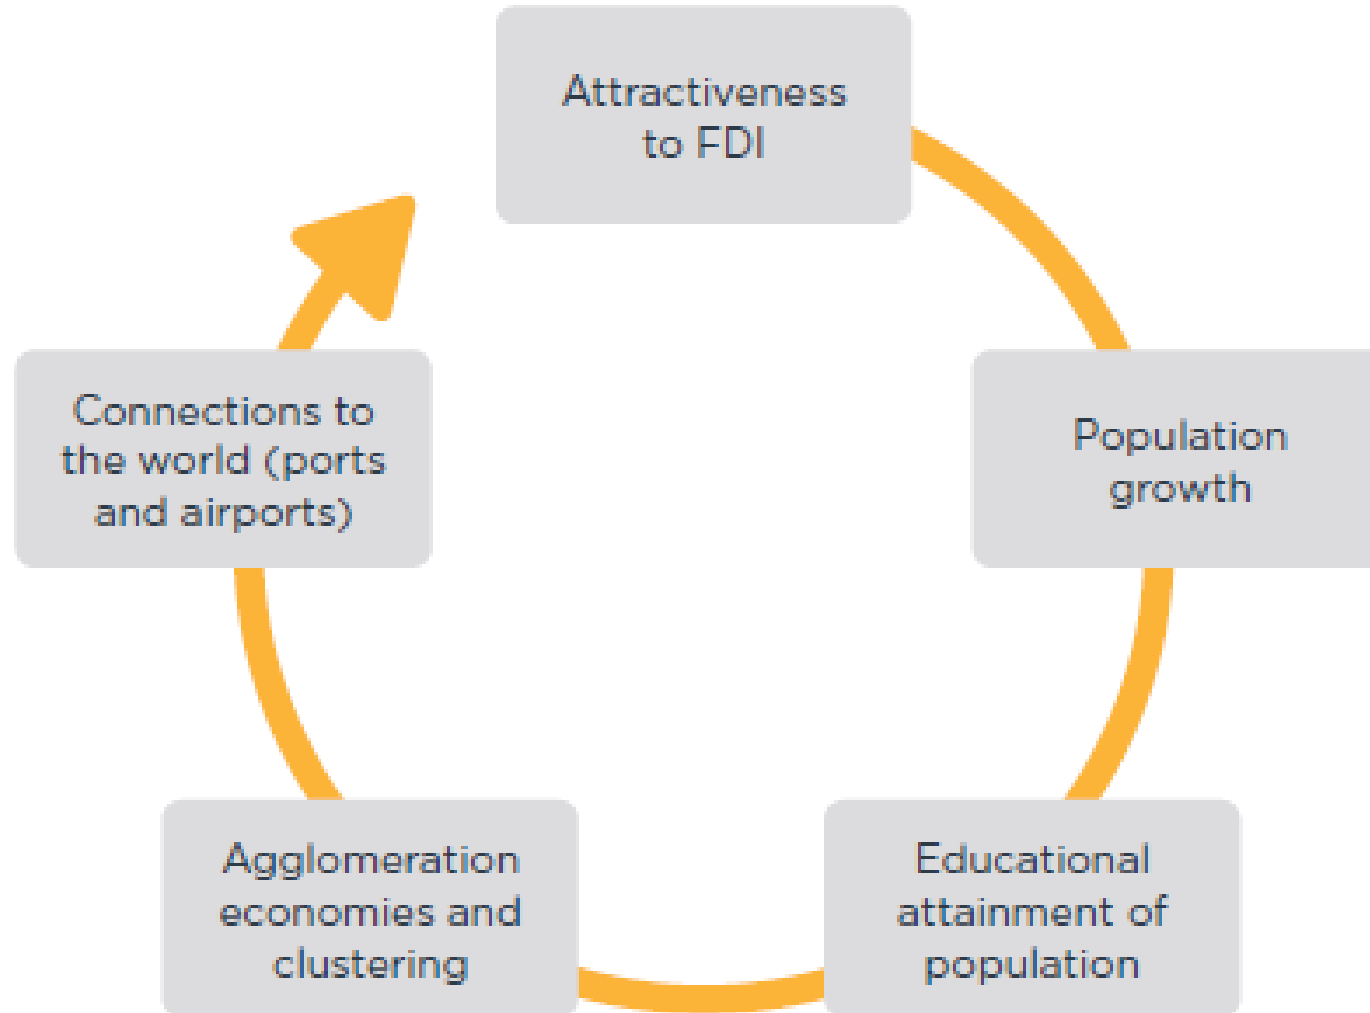 Attractiveness
to FDI
Population
growth
Educational
attainment of
population
Agglomeration
economies and
clustering
Connections to
the world (ports
and airports)